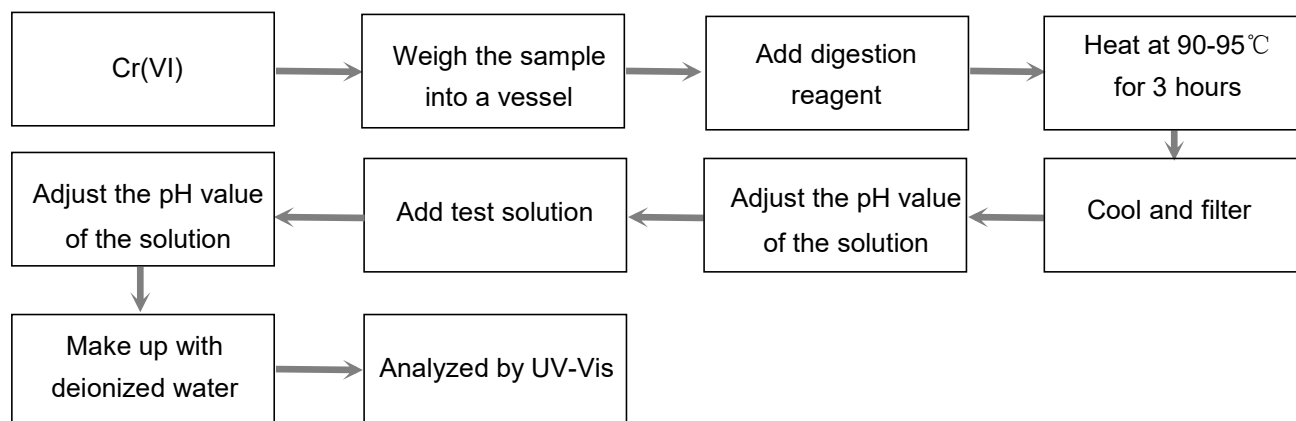 Cr(VI)
Weigh the sample
into a vessel
Add digestion
reagent
Heat at 90-95℃
for 3 hours
Cool and filter
Adjust the pH value
of the solution
Add test solution
Adjust the pH value
of the solution
Make up with
deionized water
Analyzed by UV-Vis